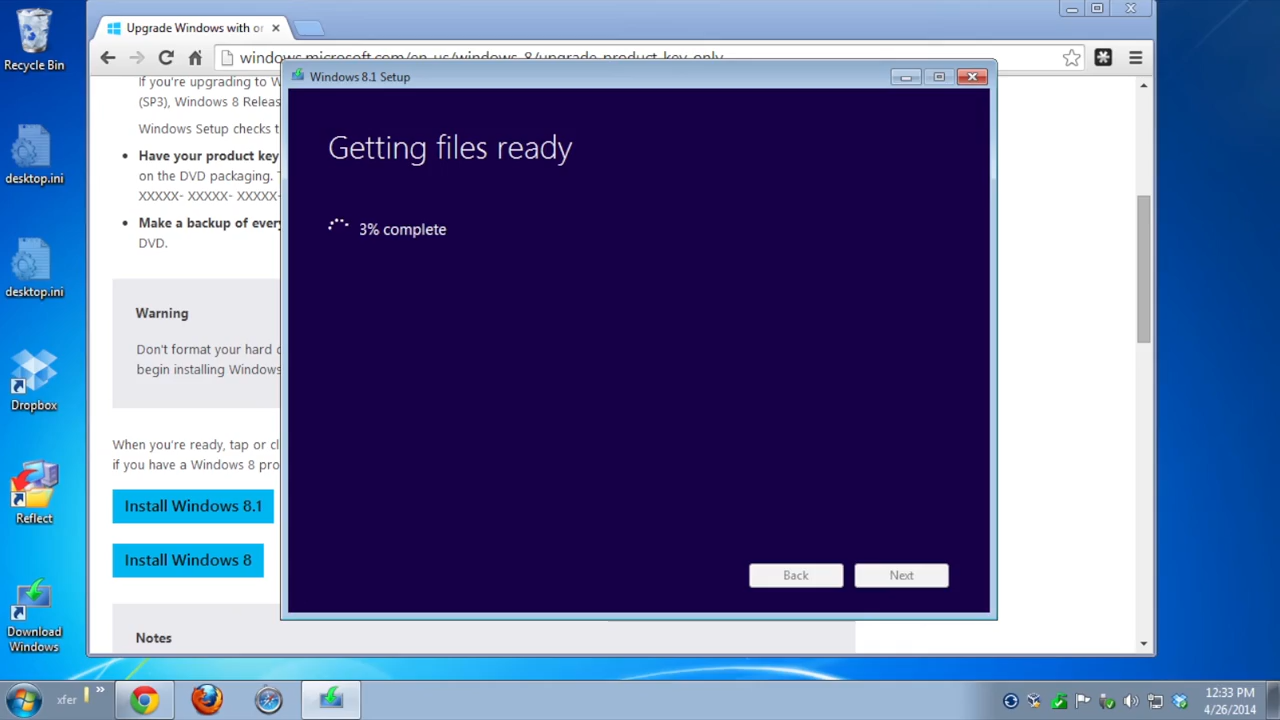 Recycle Bin
desktop.ini
desktop.ini
Dropbox
Reflect
Download
Windows
Upgrade Windows with or
windows.microsoft.com/en-us/windows-8/upgrade-product-key-only
If you're upgrading to W
(SP3), Windows 8 Relea
Windows Setup checks t
Have your product key
on the DVD packaging.
XXXXX- XXXXX- XXXXX-
Make a backup of every
DVD.
Warning
Don't format your hard
begin installing Windows
When you're ready, tap or cl
if you have a Windows 8 pro
Install Windows 8.1
Install Windows 8
Notes
Windows 8.1 Setup
Getting files ready
3% complete
Back
Next
xfer
12:33 PM
4/26/2014